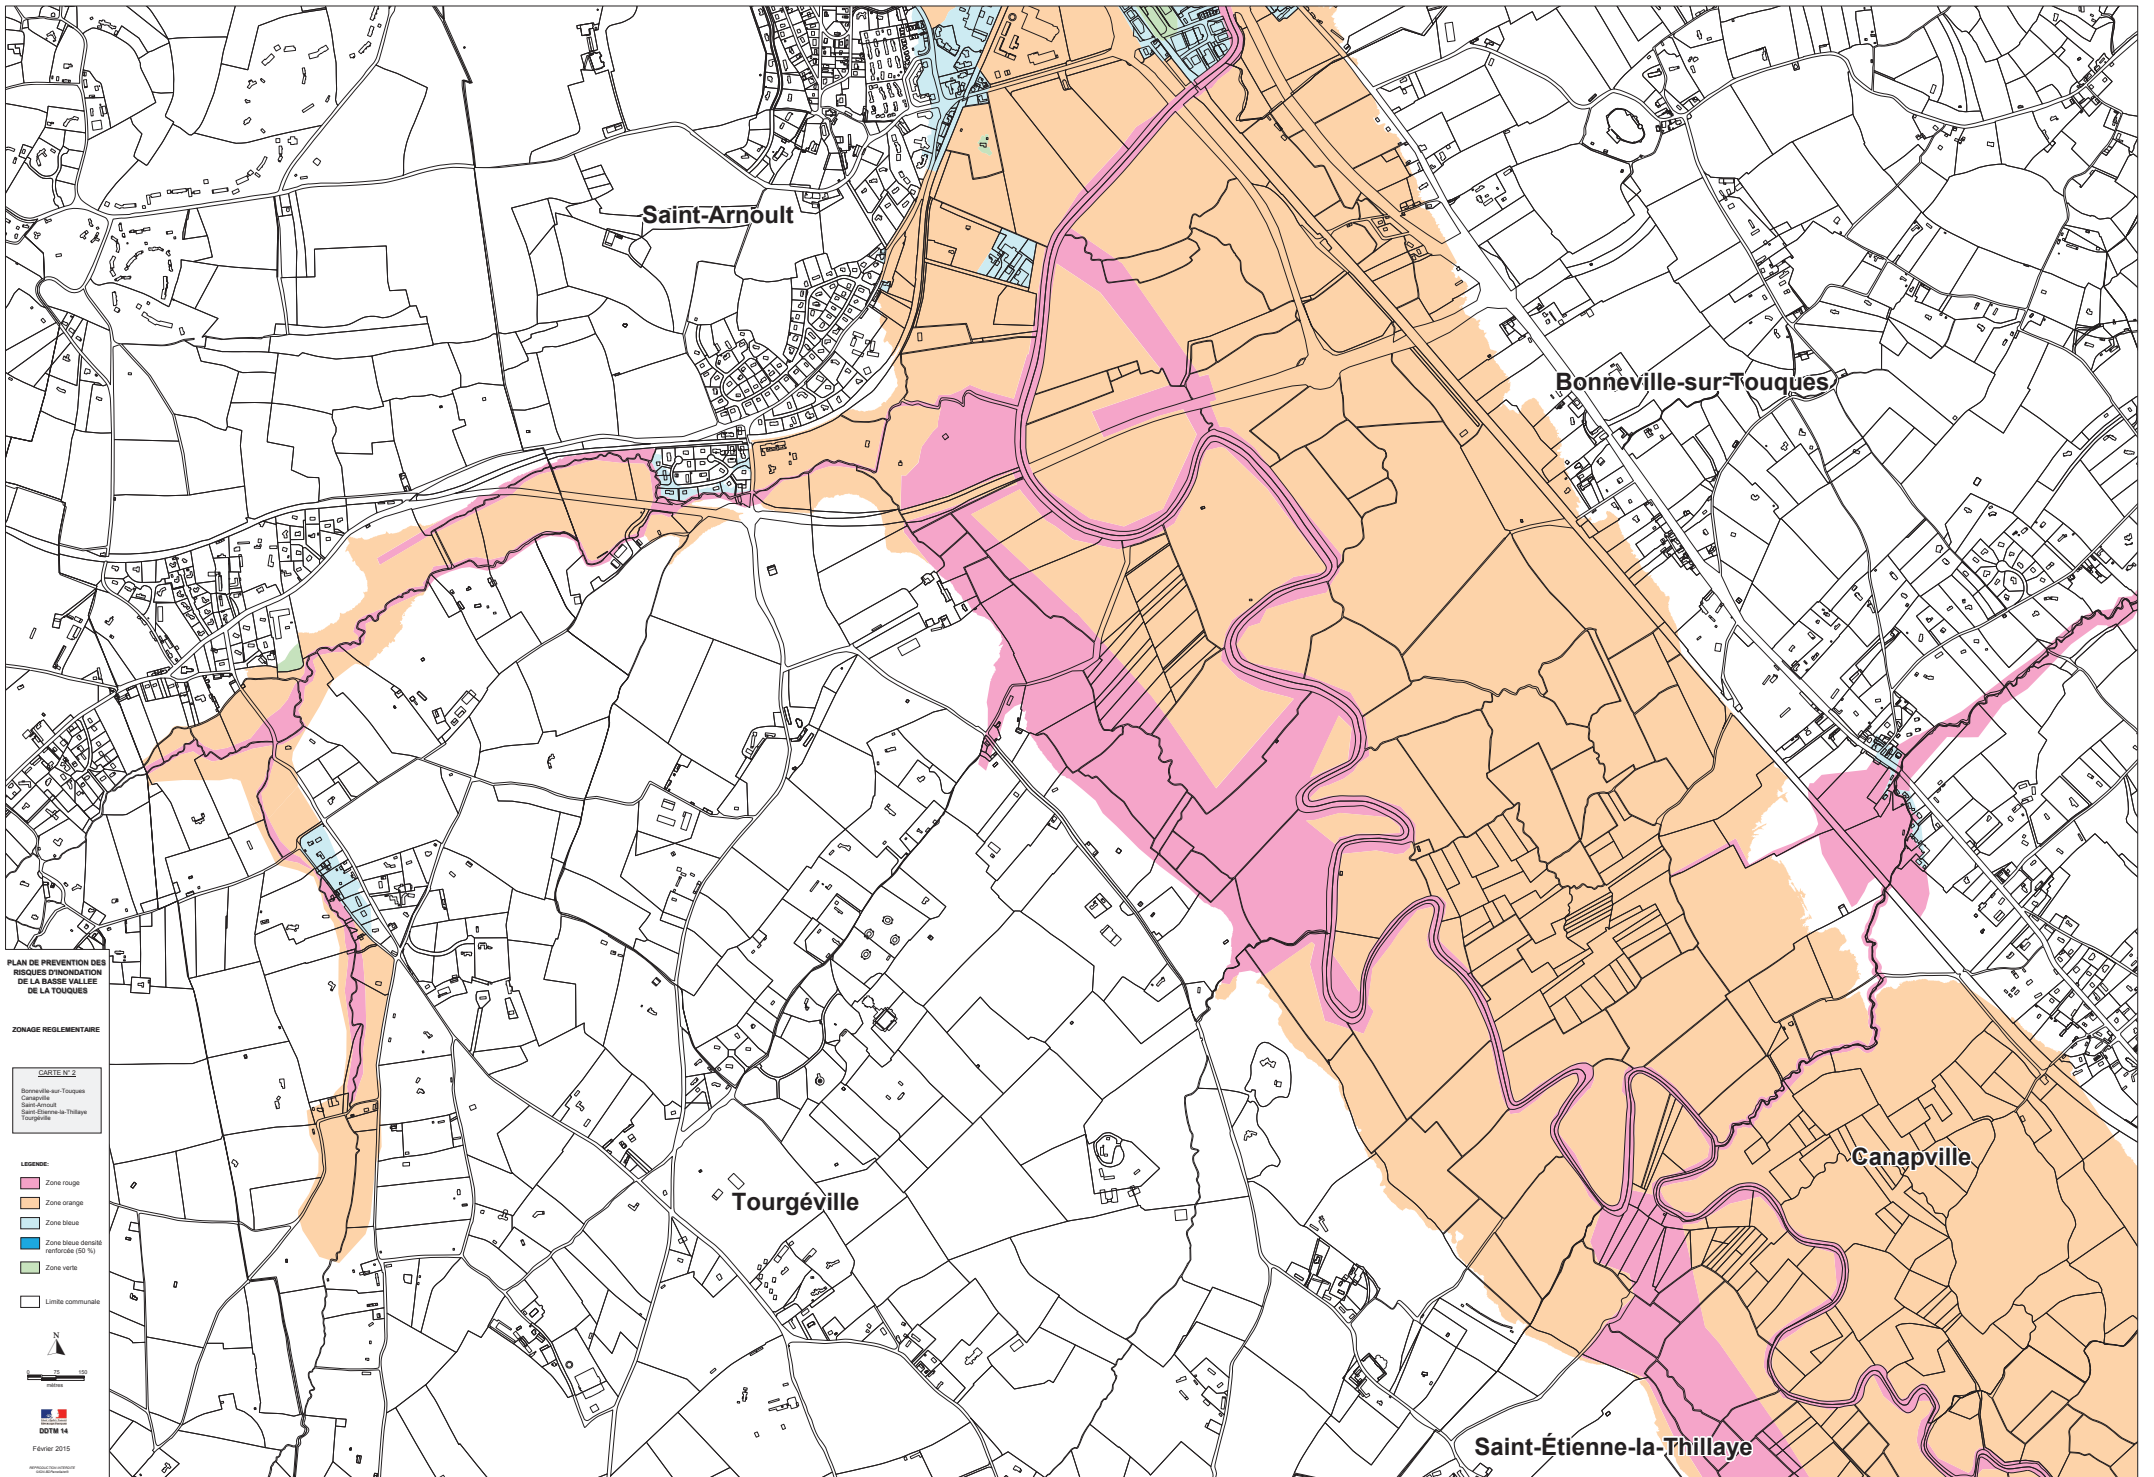 Saint-Arnoult
Bonneville-sur-Touques
Tourgéville
Canapville
Saint-Étienne-la-Thillaye
PLAN DE PREVENTION DES
RISQUES D'INONDATION
DE LA BASSE VALLEE
DE LA TOUQUES
ZONAGE REGLEMENTAIRE
CARTE N° 2
Bonneville-sur-Touques
Canapville
Saint-Arnoult
Saint-Etienne-la-Thillaye
Tourgéville
LEGENDE:
Zone rouge
Zone orange
Zone bleue
Zone bleue densité
renforcée (50 %)
Zone verte
Limite communale
N
0 75 150
mètres
DDTM 14
Février 2015